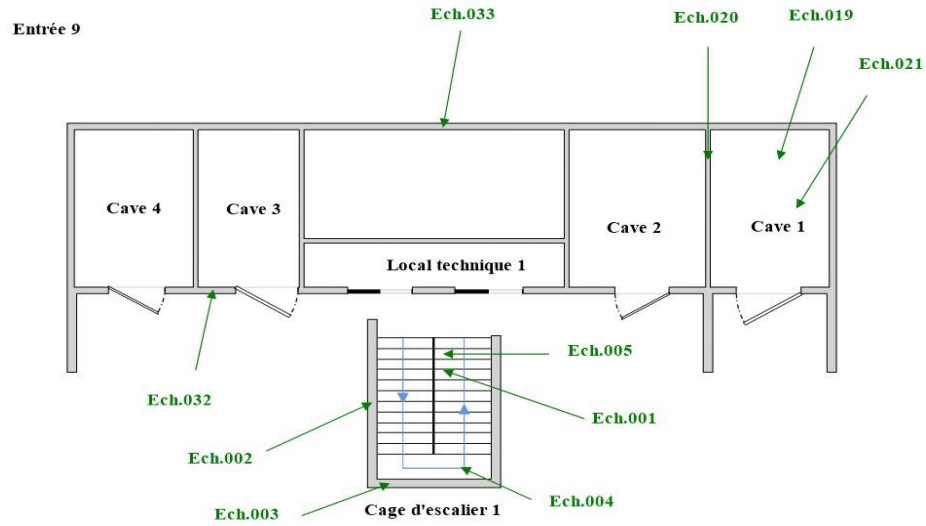 Ech.033
Ech.020
Ech.019
Entrée 9
Ech.021
Cave 4
Cave 3
Cave 2
Cave 1
Local technique 1
Ech.005
Ech.032
Ech.001
Ech.002
Ech.004
Ech.003
Cage d'escalier 1